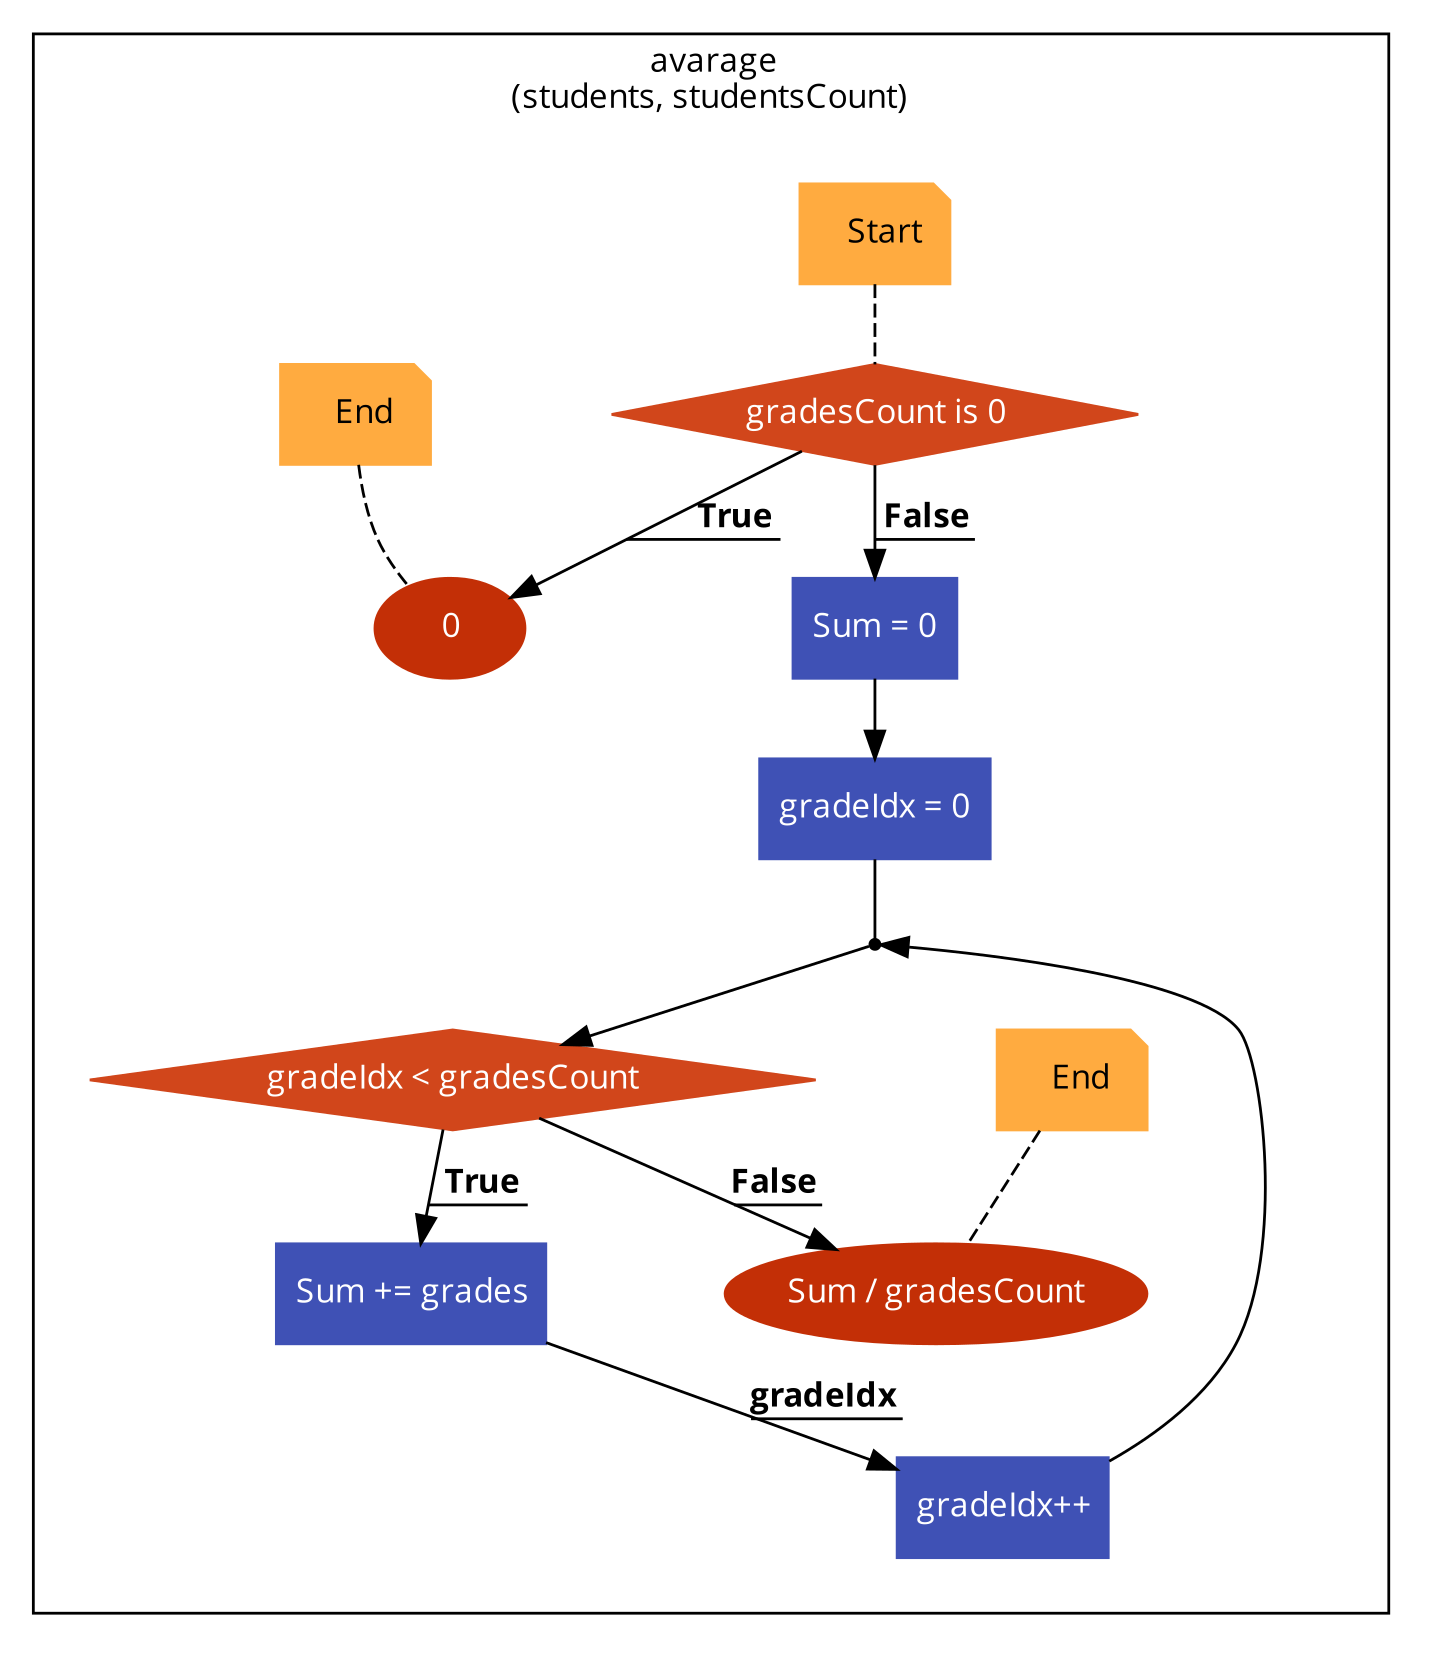 avarage
(students, studentsCount)
Start
End
gradesCount is 0
True
False
0
Sum = 0
gradeIdx = 0
gradeIdx < gradesCount
End
True
False
Sum += grades
Sum / gradesCount
gradeIdx
gradeIdx++